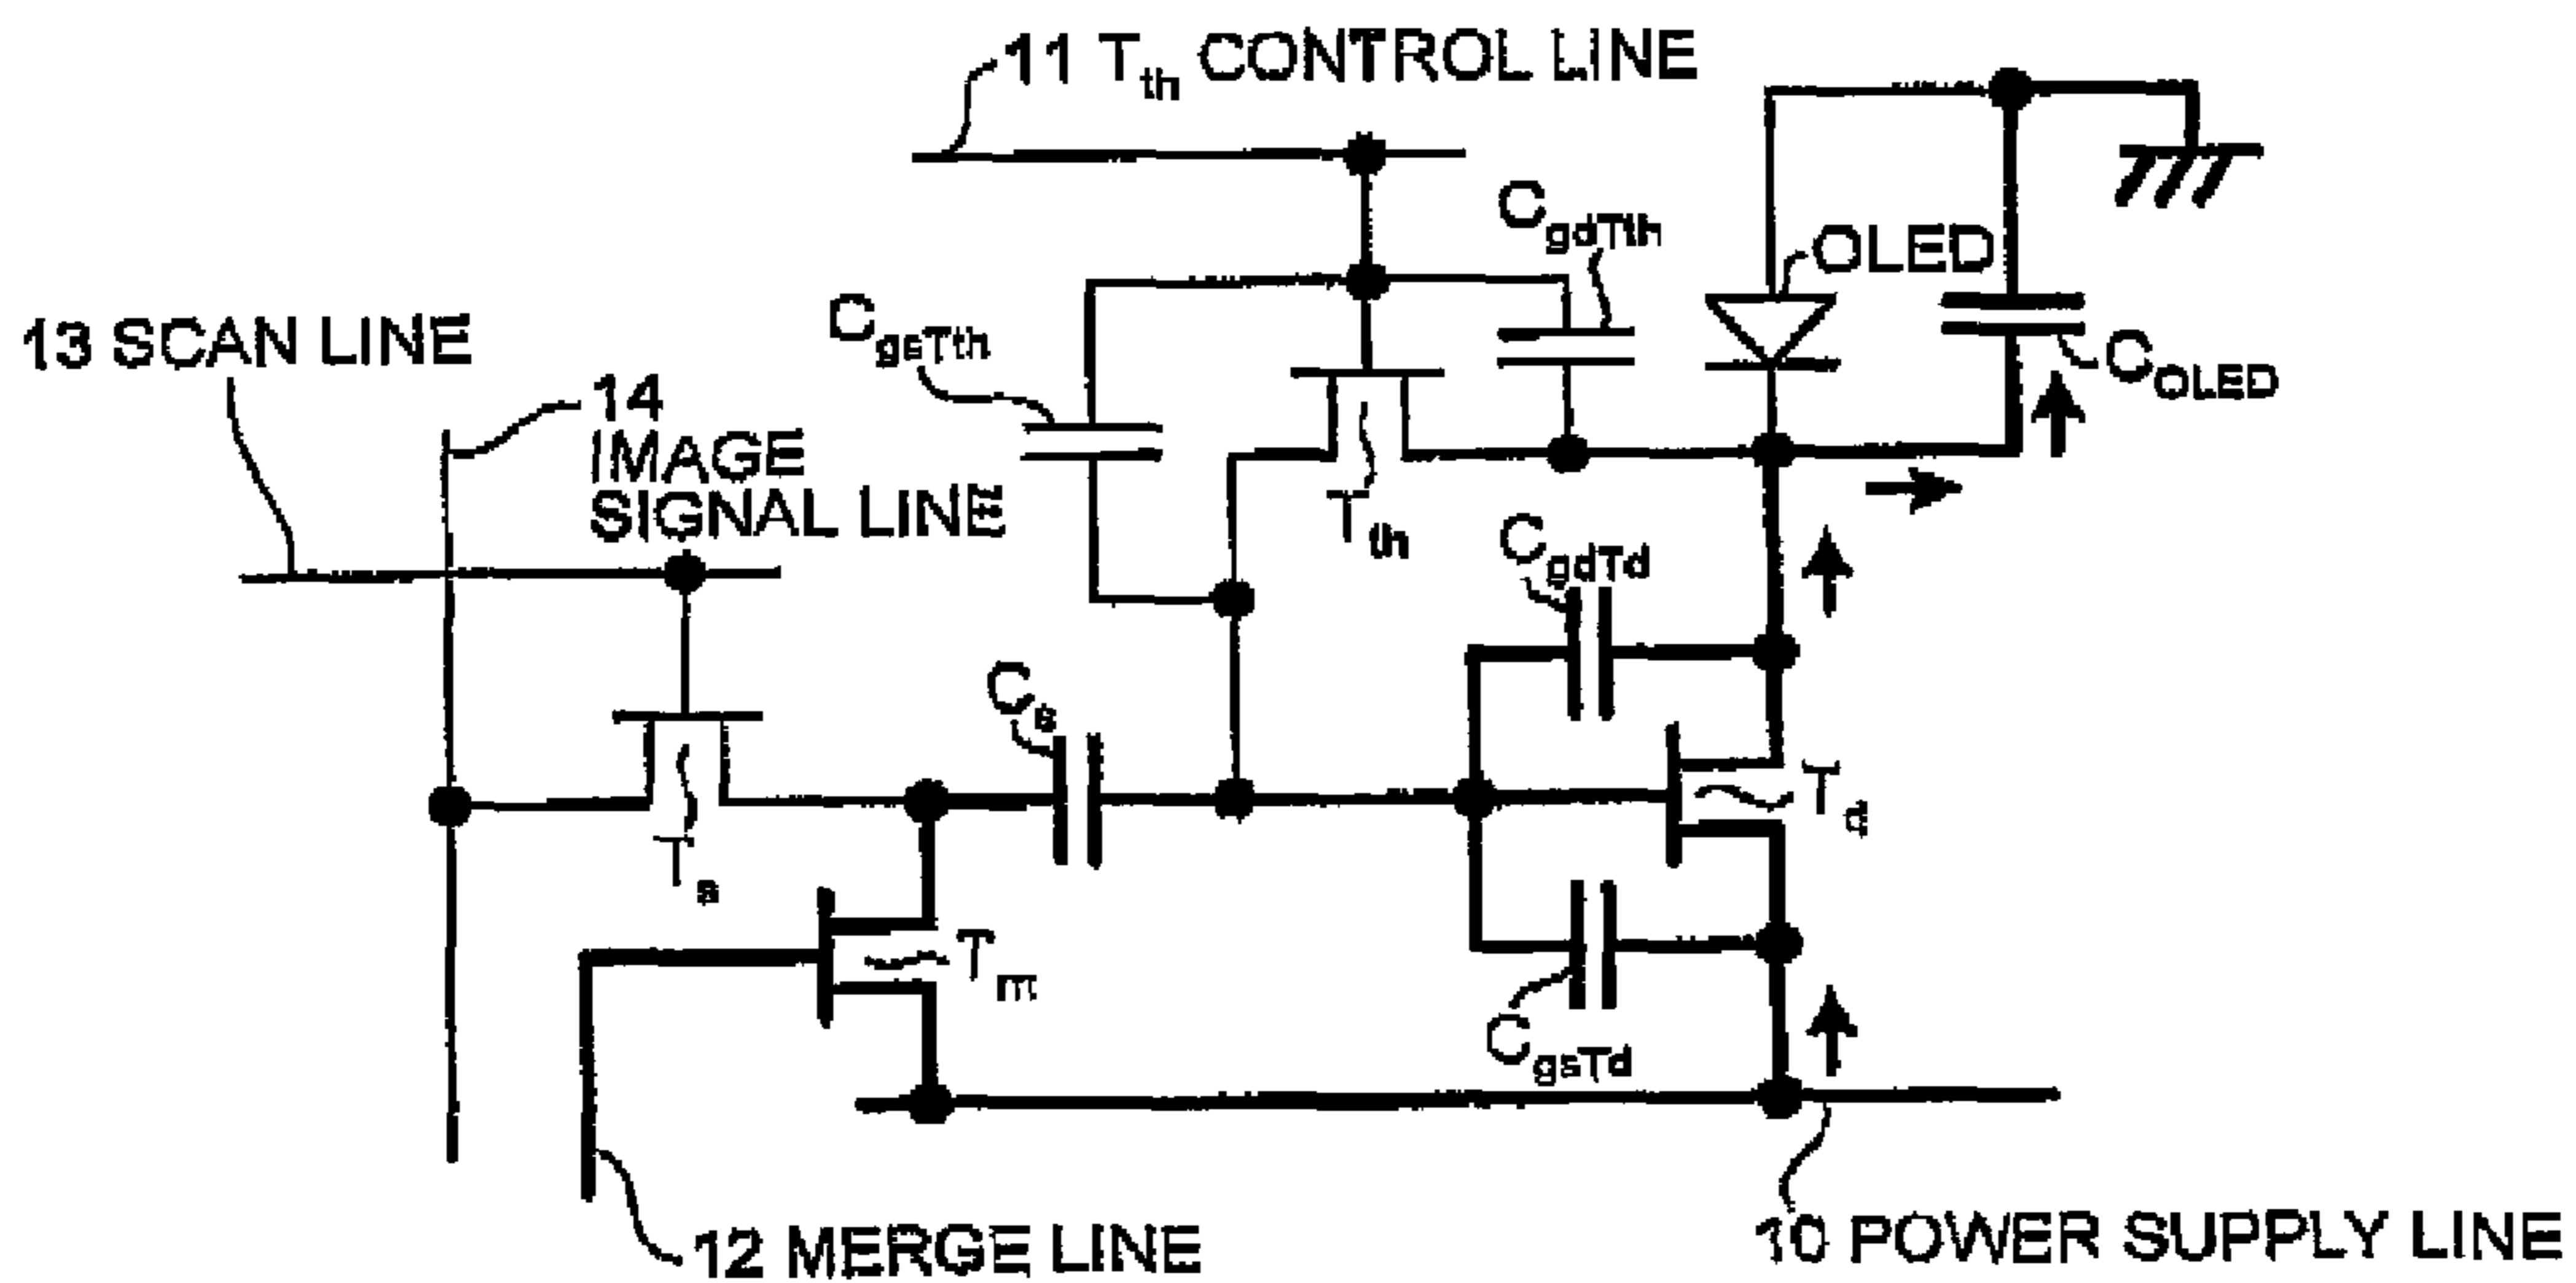 11 Tth CONTROL LINE
CgdTth
OLED
CgsTth
13 SCAN LINE
COLED
14
IMAGE
SIGNAL LINE
Tth
CgdTd
Cs
Td
Ts
Tm
CgsTd
10 POWER SUPPLY LINE
12 MERGE LINE